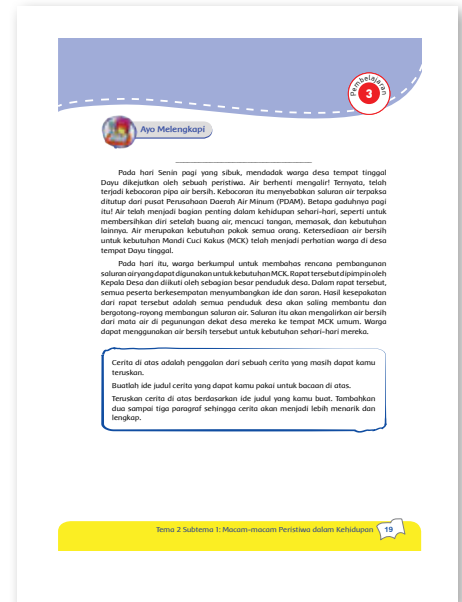 Pembelajaran
3
Ayo Melengkapi
Pada hari Senin pagi yang sibuk, mendadak warga desa tempat tinggal
Dayu dikejutkan oleh sebuah peristiwa. Air berhenti mengalir! Ternyata, telah
terjadi kebocoran pipa air bersih. Kebocoran itu menyebabkan saluran air terpaksa
ditutup dari pusat Perusahaan Daerah Air Minum (PDAM). Betapa gaduhnya pagi
itu! Air telah menjadi bagian penting dalam kehidupan sehari-hari, seperti untuk
membersihkan diri setelah buang air, mencuci tangan, memasak, dan kebutuhan
lainnya. Air merupakan kebutuhan pokok semua orang. Ketersediaan air bersih
untuk kebutuhan Mandi Cuci Kakus (MCK) telah menjadi perhatian warga di desa
tempat Dayu tinggal.
Pada hari itu, warga berkumpul untuk membahas rencana pembangunan
saluran air yang dapat digunakan untuk kebutuhan MCK. Rapat tersebut dipimpin oleh
Kepala Desa dan diikuti oleh sebagian besar penduduk desa. Dalam rapat tersebut,
semua peserta berkesempatan menyumbangkan ide dan saran. Hasil kesepakatan
dari rapat tersebut adalah semua penduduk desa akan saling membantu dan
bergotong-royong membangun saluran air. Saluran itu akan mengalirkan air bersih
dari mata air di pegunungan dekat desa mereka ke tempat MCK umum. Warga
dapat menggunakan air bersih tersebut untuk kebutuhan sehari-hari mereka.
Cerita di atas adalah penggalan dari sebuah cerita yang masih dapat kamu
teruskan.
Buatlah ide judul cerita yang dapat kamu pakai untuk bacaan di atas.
Teruskan cerita di atas berdasarkan ide judul yang kamu buat. Tambahkan
dua sampai tiga paragraf sehingga cerita akan menjadi lebih menarik dan
lengkap.
Tema 2 Subtema 1: Macam-macam Peristiwa dalam Kehidupan 19